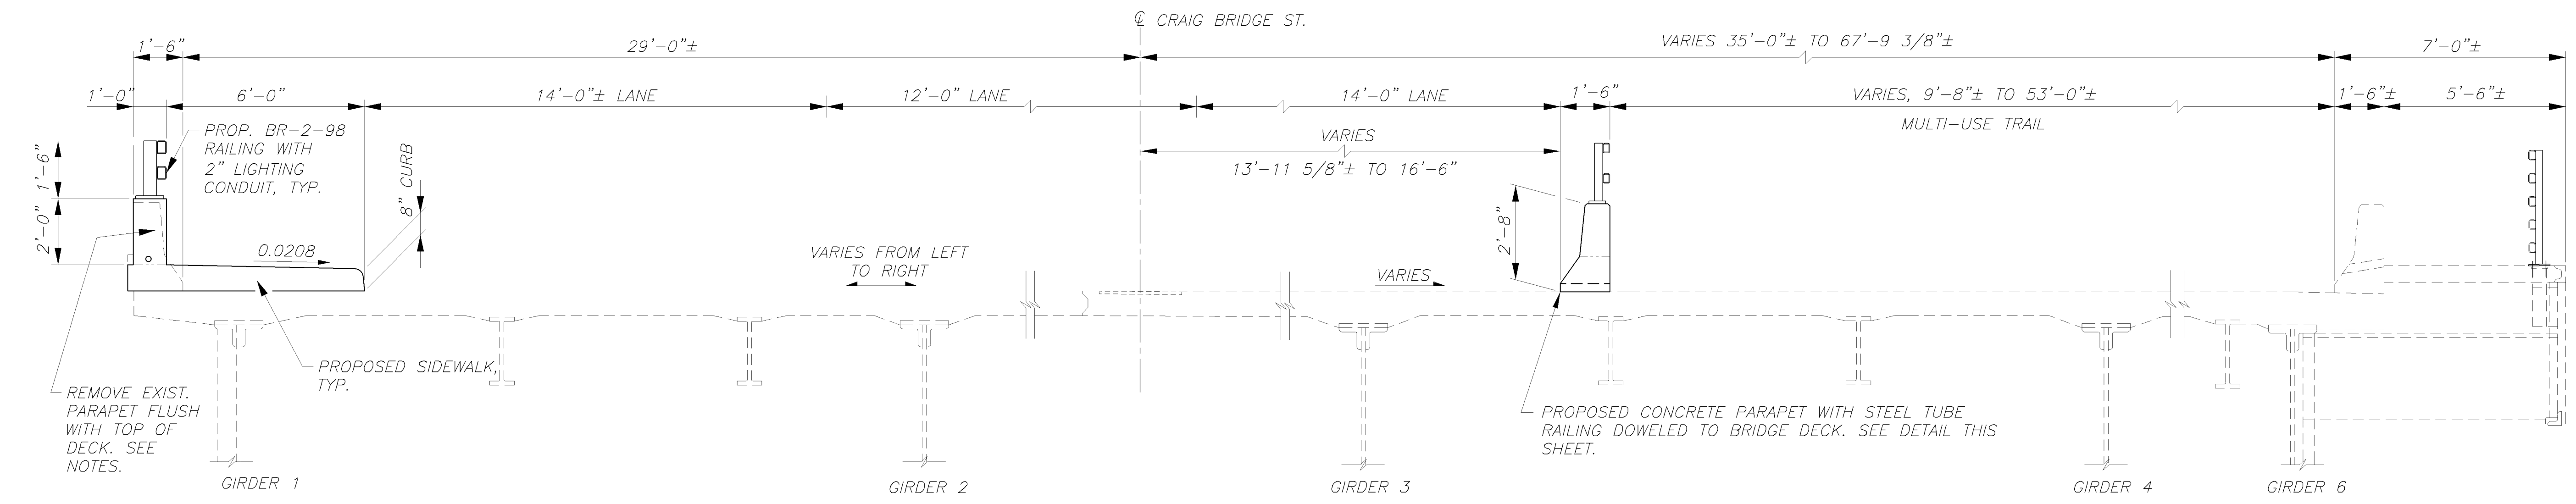 ℄ CRAIG BRIDGE ST.
1'-6"
29'-0"±
VARIES 35'-0"± TO 67'-9 3/8"±
7'-0"±
1'-0"
6'-0"
14'-0"± LANE
12'-0" LANE
14'-0" LANE
1'-6"
VARIES, 9'-8"± TO 53'-0"±
MULTI-USE TRAIL
1'-6"±
5'-6"±
PROP. BR-2-98
RAILING WITH
2" LIGHTING
CONDUIT, TYP.
VARIES
13'-11 5/8"± TO 16'-6"
1'-6"
2'-0"
8" CURB
2'-8"
0.0208
VARIES FROM LEFT
TO RIGHT
VARIES
PROPOSED SIDEWALK,
TYP.
REMOVE EXIST.
PARAPET FLUSH
WITH TOP OF
DECK. SEE
NOTES.
PROPOSED CONCRETE PARAPET WITH STEEL TUBE
RAILING DOWELED TO BRIDGE DECK. SEE DETAIL THIS
SHEET.
GIRDER 1
GIRDER 2
GIRDER 3
GIRDER 4
GIRDER 6